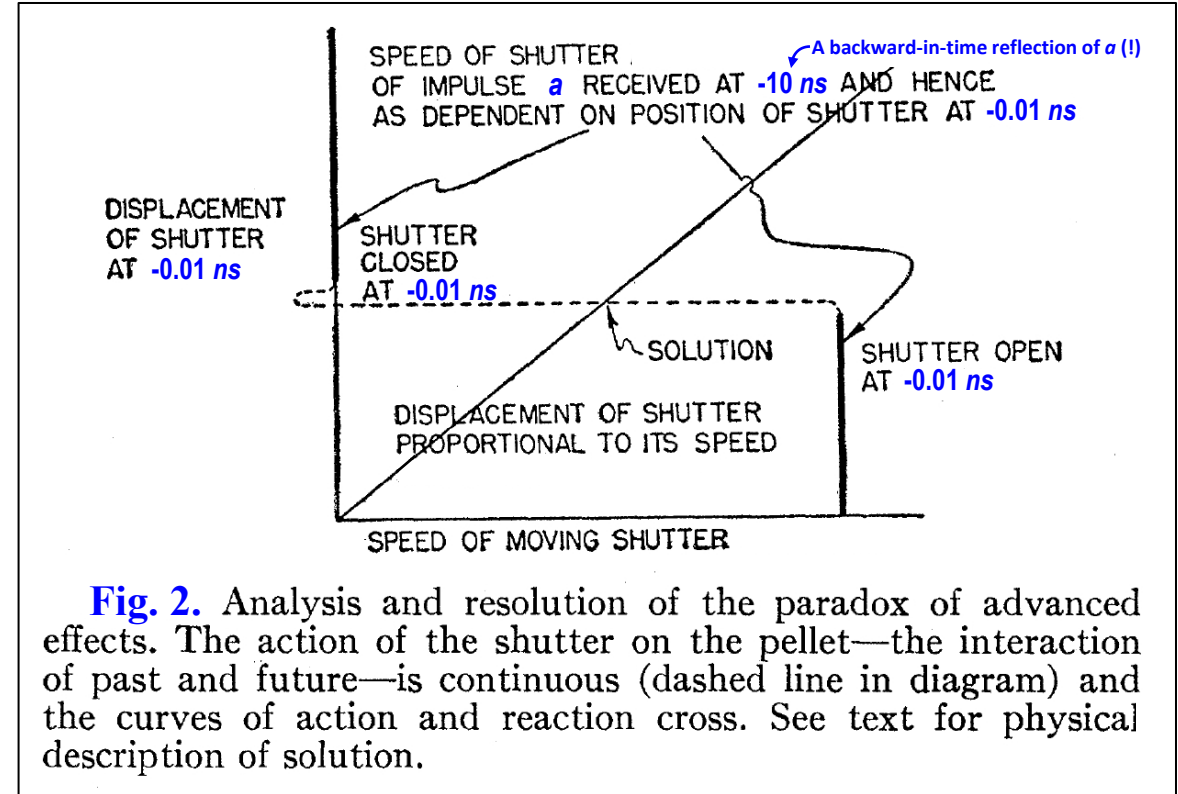 A backward-in-time reflection of a (!)
SPEED OF SHUTTER
OF IMPULSE a RECEIVED AT -10 ns AND HENCE
AS DEPENDENT ON POSITION OF SHUTTER AT -0.01 ns
DISPLACEMENT
OF SHUTTER
AT -0.01 ns
SHUTTER
CLOSED
AT -0.01 ns
SOLUTION
SHUTTER OPEN
AT -0.01 ns
DISPLACEMENT OF SHUTTER
PROPORTIONAL TO ITS SPEED
SPEED OF MOVING SHUTTER
Fig. 2. Analysis and resolution of the paradox of advanced
effects. The action of the shutter on the pellet—the interaction
of past and future—is continuous (dashed line in diagram) and
the curves of action and reaction cross. See text for physical
description of solution.